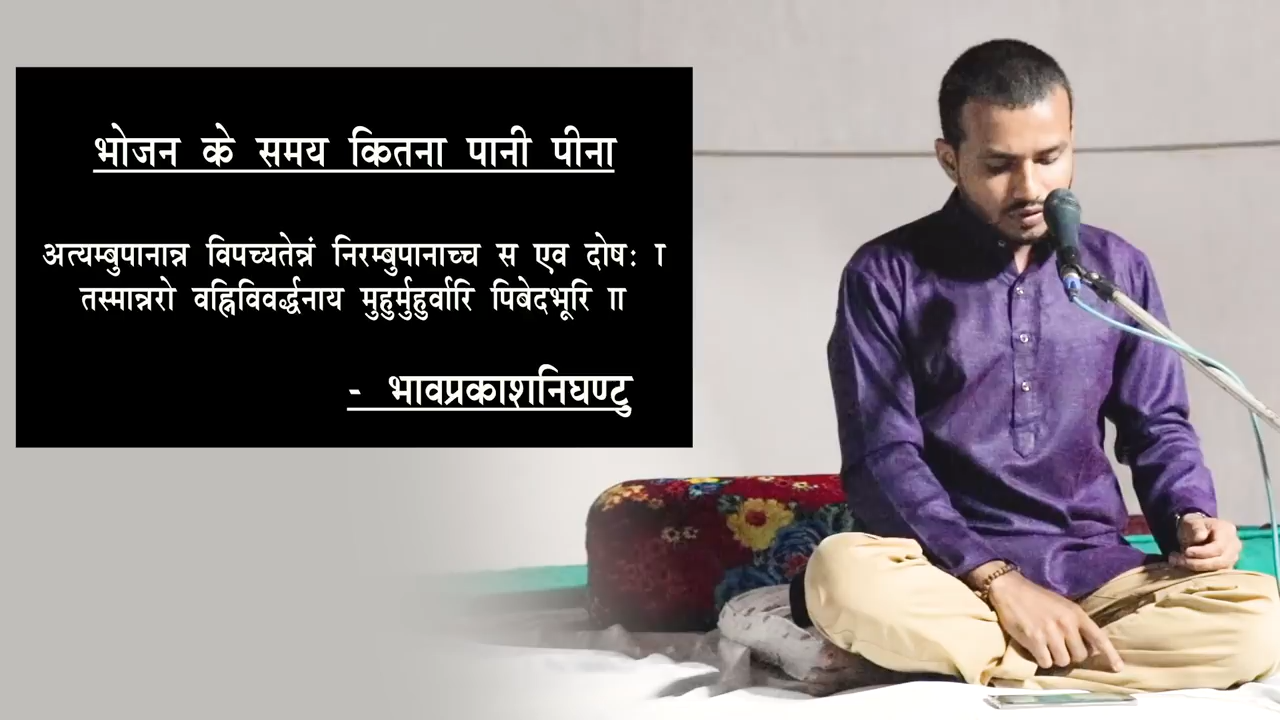 भोजन के समय कितना पानी पीना
अत्यम्बुपानान्न विपच्यतेन्नं निरम्बुपानाच्च स एव दोषः ।
तस्मान्नरो वह्निविवर्द्धनाय मुहुर्मुहुर्वारि पिबेदभूरि ॥
- भावप्रकाशनिघण्टु